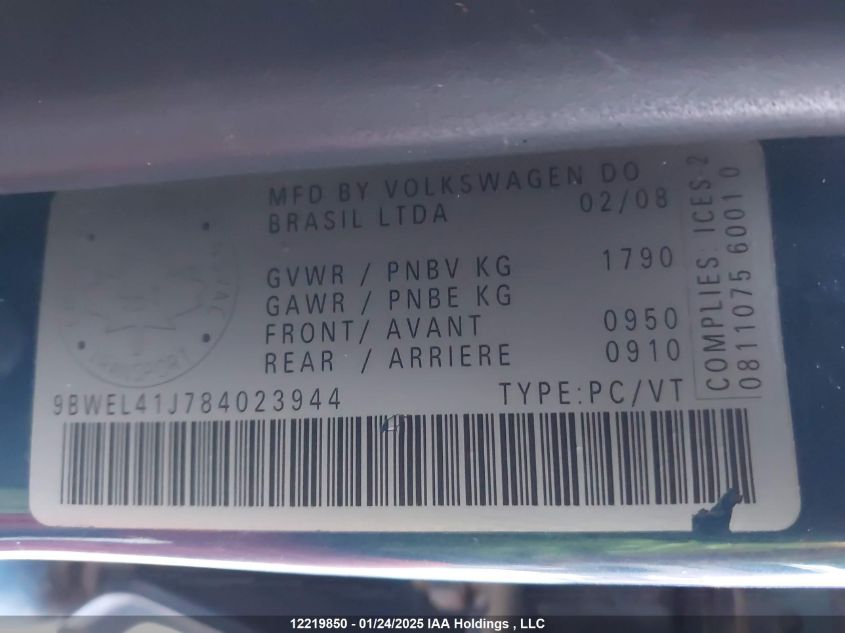 MFD BY VOLKSWAGEN DO
BRASIL LTDA 02/08
GVWR / PNBV KG 1790
GAWR / PNBE KG
FRONT/ AVANT 0950
REAR / ARRIERE 0910
9BWEL41J784023944 TYPE:PC/VT
COMPLIES: ICES-2
0811075 6001 0
TRANSPORT
12219850 - 01/24/2025 IAA Holdings, LLC